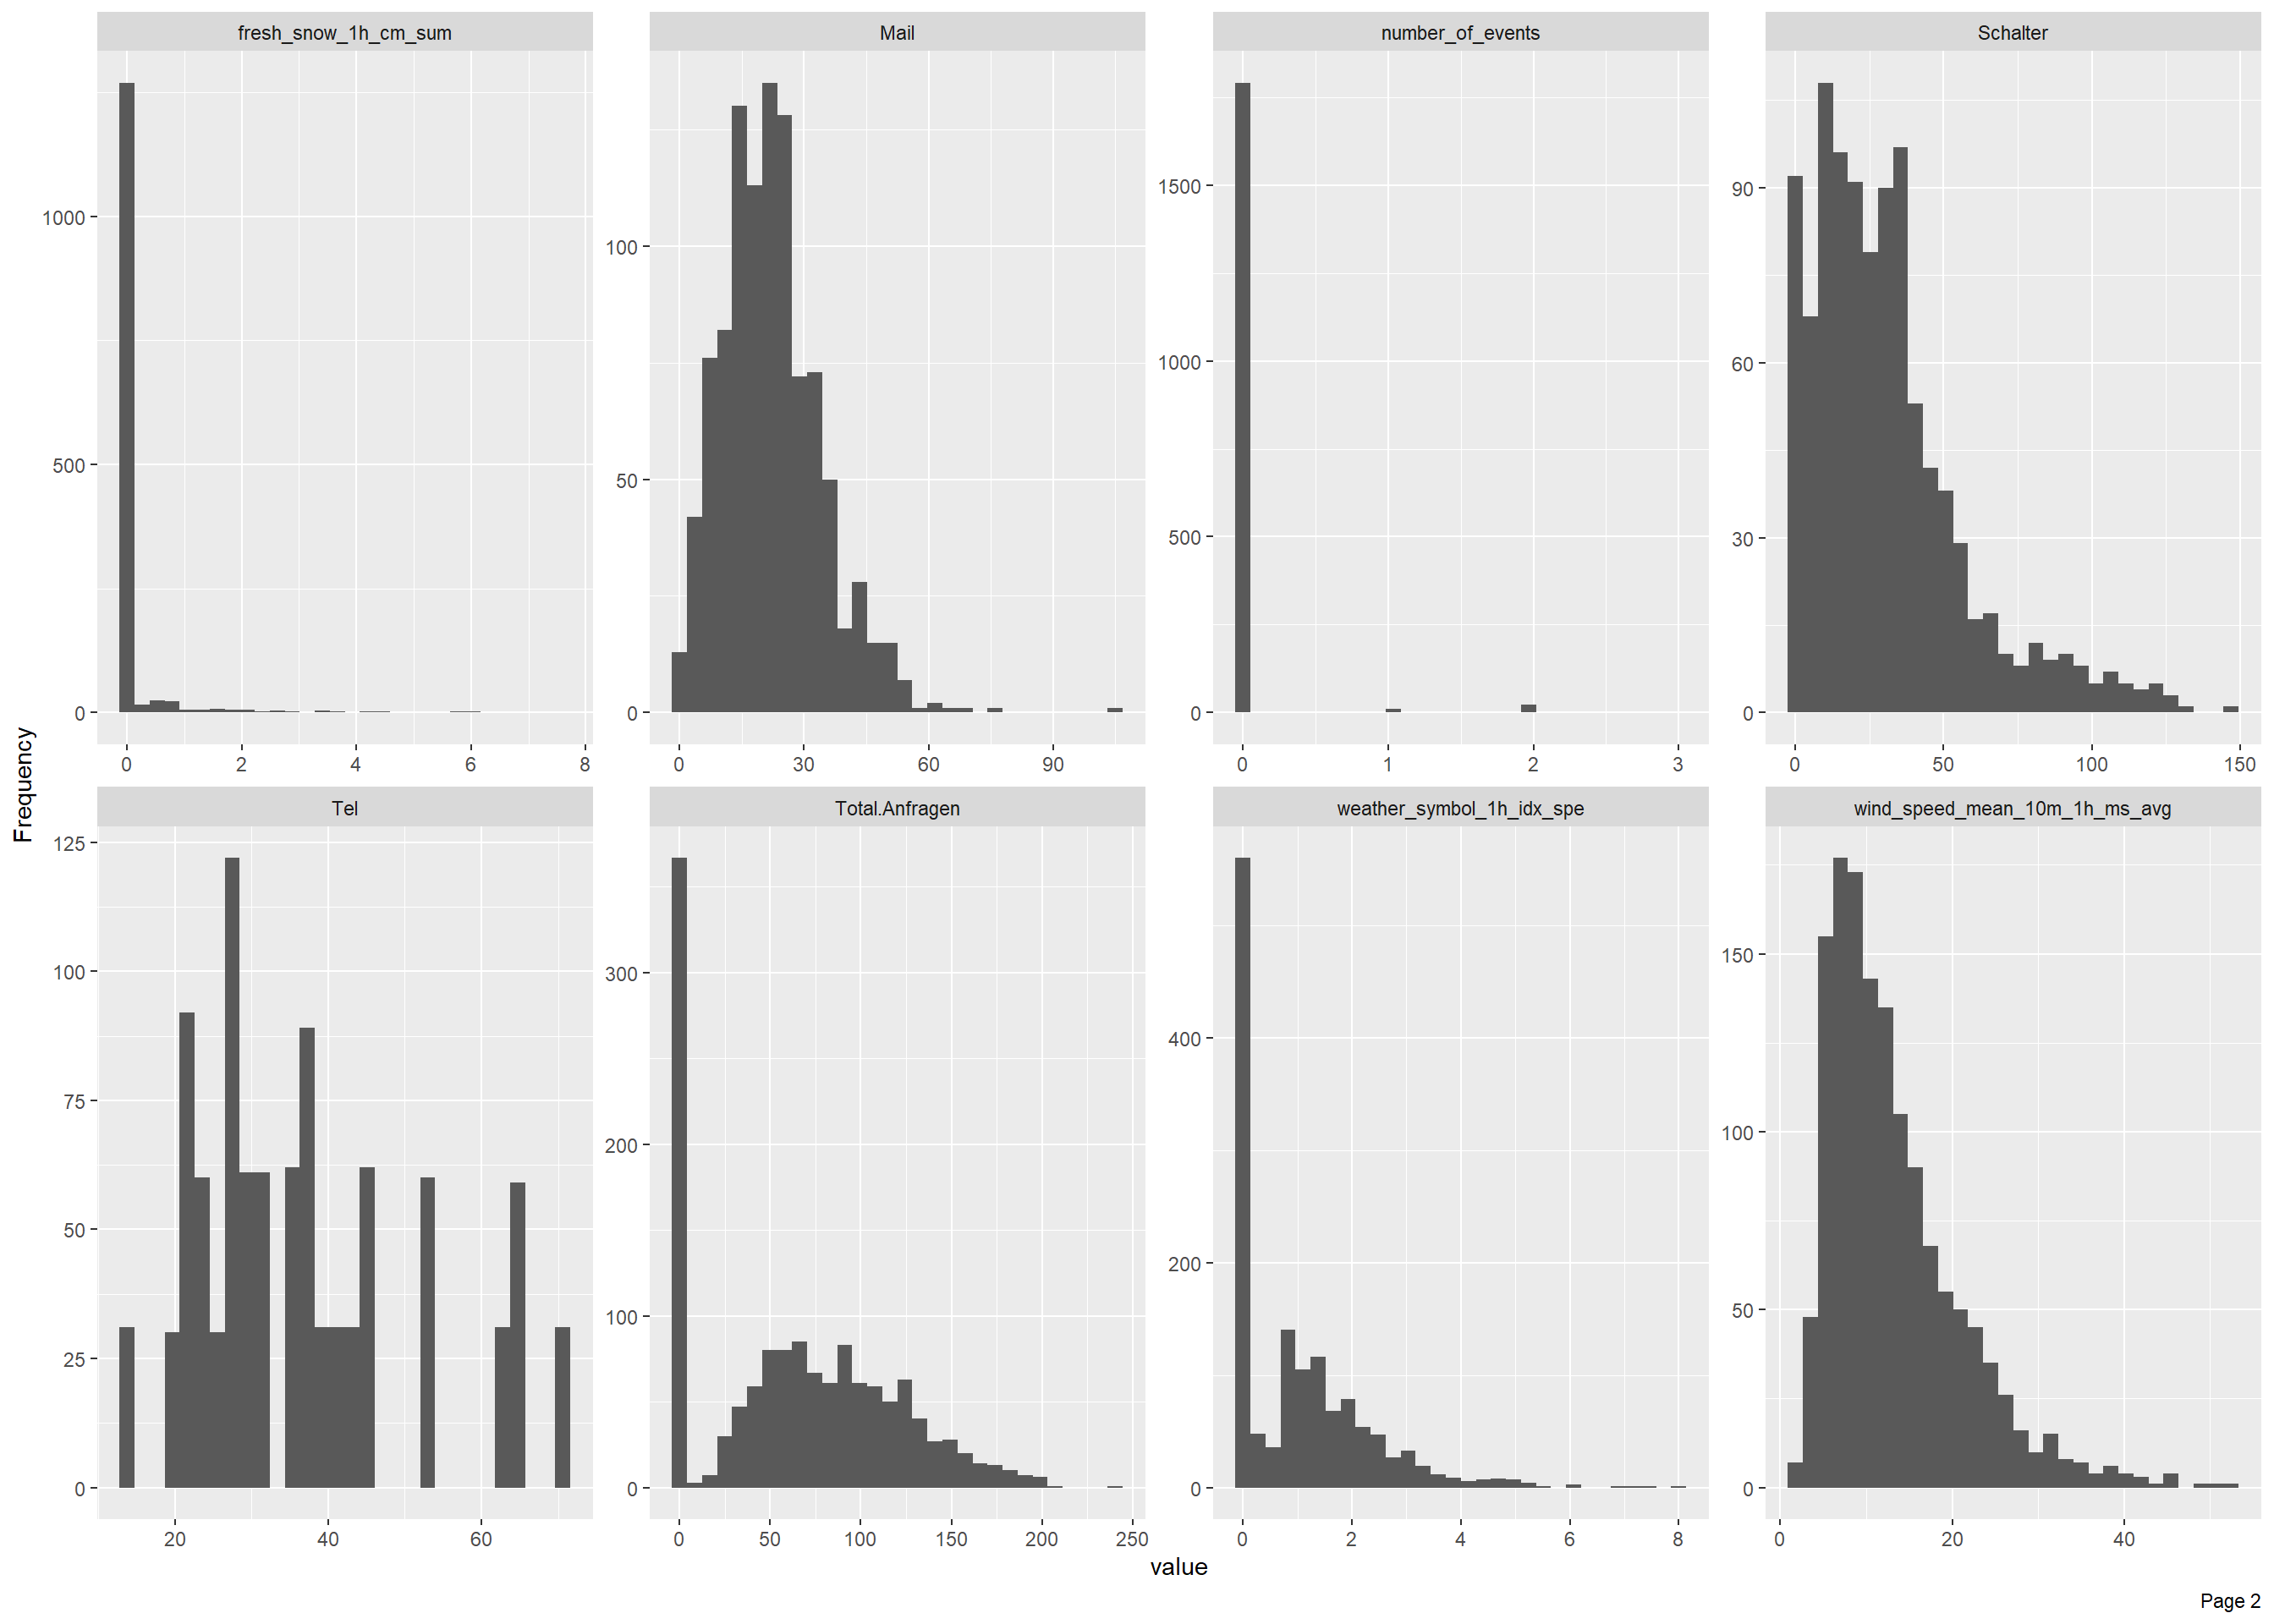 fresh_snow_1h_cm_sum Mail number_of_events Schalter
1000
500
0
0 2 4 6 8
100
50
0
0 30 60 90
1500
1000
500
0
0 1 2 3
90
60
30
0
0 50 100 150
Frequency
Tel Total.Anfragen weather_symbol_1h_idx_spe wind_speed_mean_10m_1h_ms_avg
125
100
75
50
25
0
20 40 60
300
200
100
0
0 50 100 150 200 250
400
200
0
0 2 4 6 8
150
100
50
0
0 20 40
value
Page 2